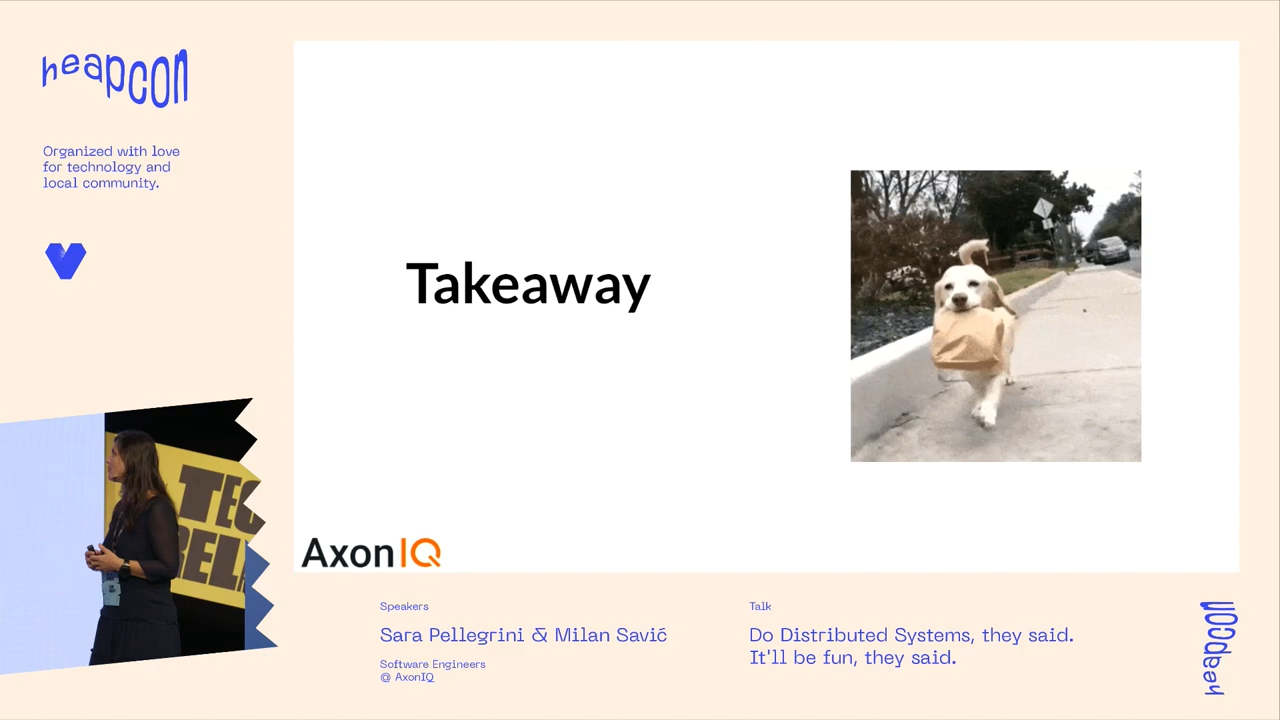 heapcon
Organized with love
for technology and
local community.
Takeaway
AxonIQ
Speakers
Sara Pellegrini & Milan Savić
Software Engineers
@ AxonIQ
Talk
Do Distributed Systems, they said.
It'll be fun, they said.
heapcon